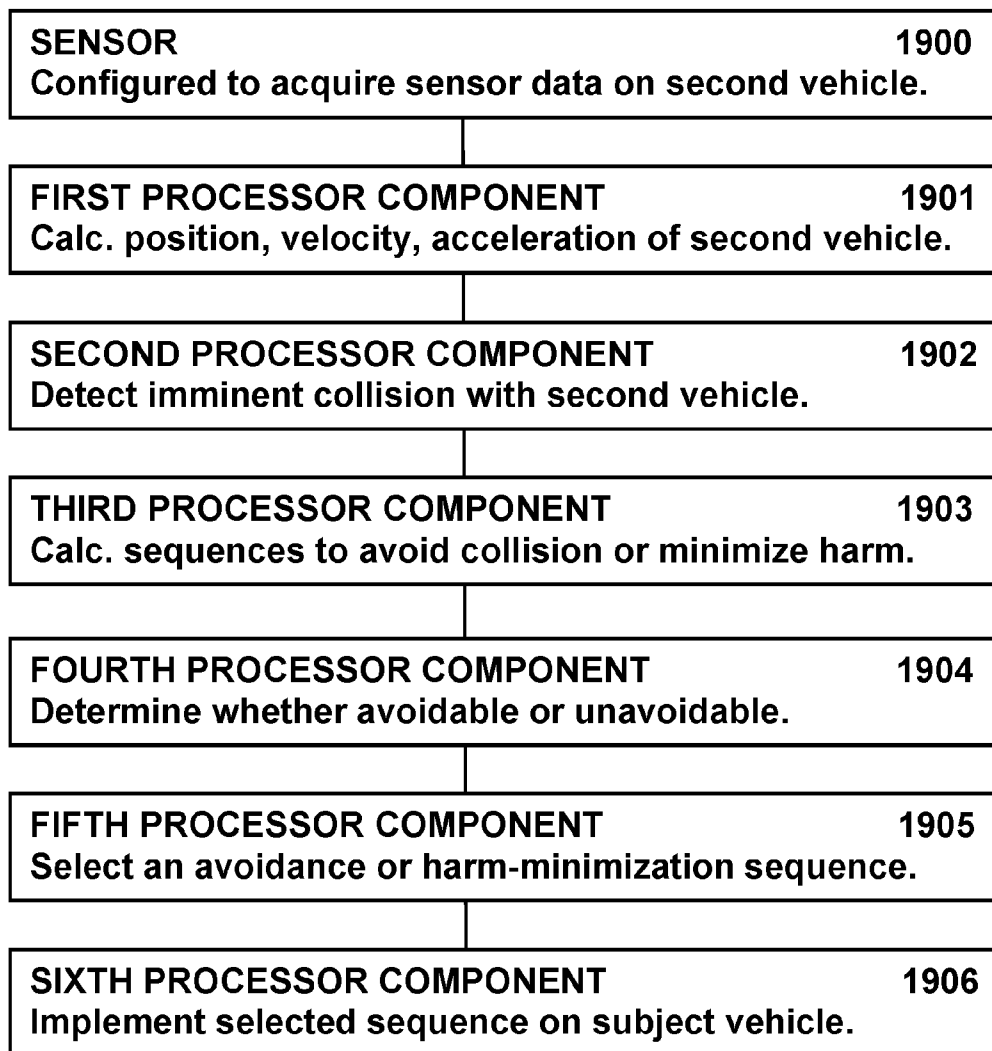 SENSOR 1900
Configured to acquire sensor data on second vehicle.
FIRST PROCESSOR COMPONENT 1901
Calc. position, velocity, acceleration of second vehicle.
SECOND PROCESSOR COMPONENT 1902
Detect imminent collision with second vehicle.
THIRD PROCESSOR COMPONENT 1903
Calc. sequences to avoid collision or minimize harm.
FOURTH PROCESSOR COMPONENT 1904
Determine whether avoidable or unavoidable.
FIFTH PROCESSOR COMPONENT 1905
Select an avoidance or harm-minimization sequence.
SIXTH PROCESSOR COMPONENT 1906
Implement selected sequence on subject vehicle.